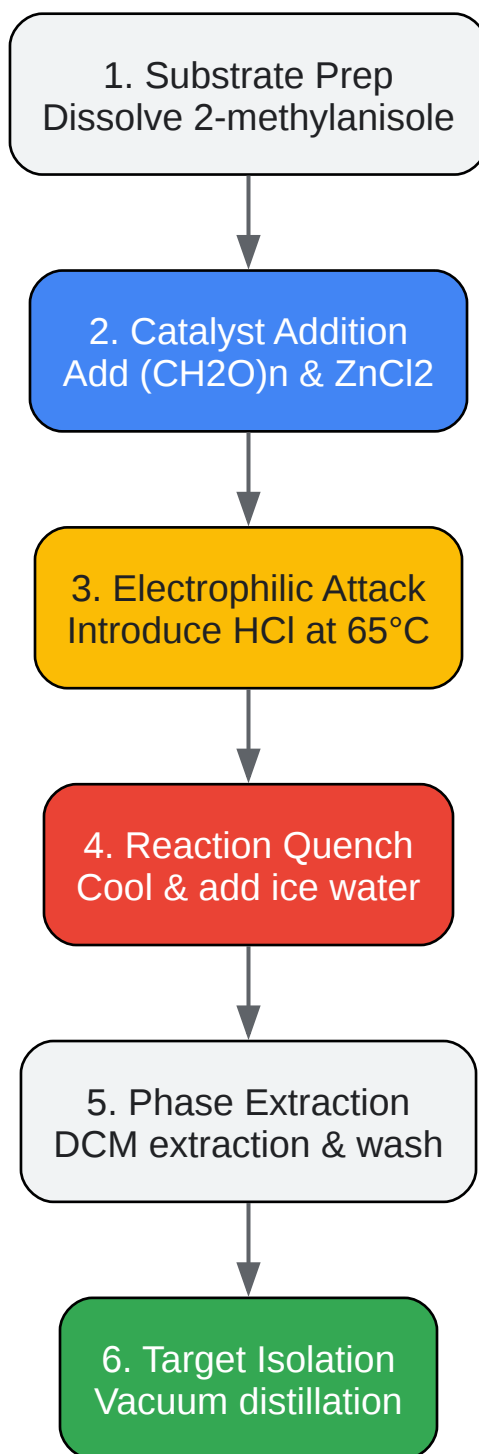 1. Substrate Prep
Dissolve 2-methylanisole
2. Catalyst Addition
Add (CH2O)n & ZnCl2
3. Electrophilic Attack
Introduce HCl at 65°C
4. Reaction Quench
Cool & add ice water
5. Phase Extraction
DCM extraction & wash
6. Target Isolation
Vacuum distillation